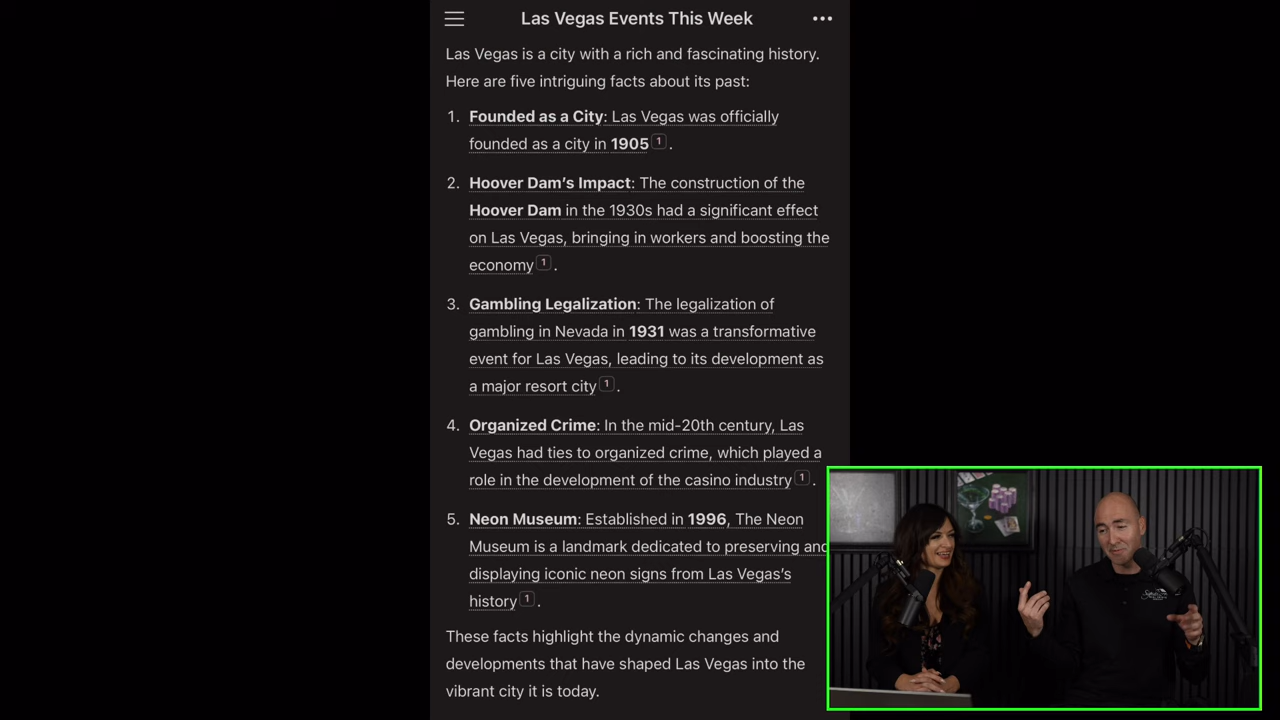 Las Vegas Events This Week
Las Vegas is a city with a rich and fascinating history.
Here are five intriguing facts about its past:
1. Founded as a City: Las Vegas was officially
founded as a city in 1905 1.
2. Hoover Dam’s Impact: The construction of the
Hoover Dam in the 1930s had a significant effect
on Las Vegas, bringing in workers and boosting the
economy 1.
3. Gambling Legalization: The legalization of
gambling in Nevada in 1931 was a transformative
event for Las Vegas, leading to its development as
a major resort city 1.
4. Organized Crime: In the mid-20th century, Las
Vegas had ties to organized crime, which played a
role in the development of the casino industry 1.
5. Neon Museum: Established in 1996, The Neon
Museum is a landmark dedicated to preserving and
displaying iconic neon signs from Las Vegas’s
history 1.
These facts highlight the dynamic changes and
developments that have shaped Las Vegas into the
vibrant city it is today.